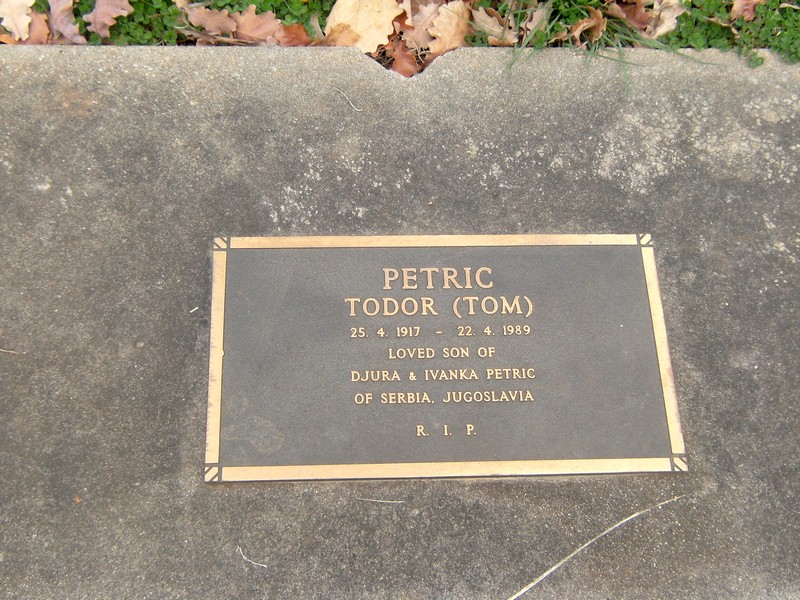 PETRIC
TODOR (TOM)
25. 4. 1917 - 22. 4. 1989
LOVED SON OF
DJURA & IVANKA PETRIC
OF SERBIA, JUGOSLAVIA
R. I. P.